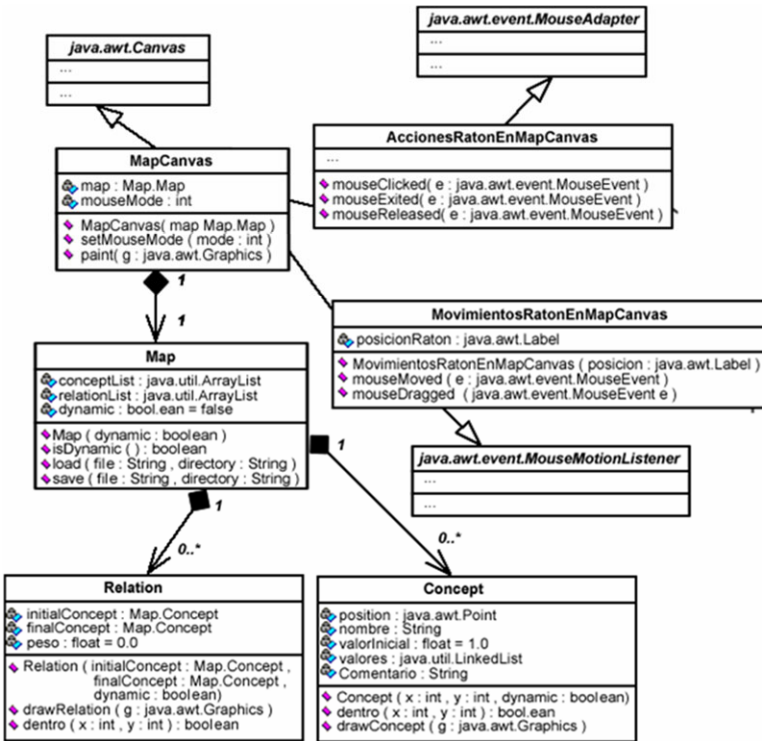 java.awt.Canvas
...
...
java.awt.event.MouseAdapter
...
...
MapCanvas
map : Map.Map
mouseMode : int
MapCanvas( map Map.Map )
setMouseMode ( mode : int )
paint( g : java.awt.Graphics )
AccionesRatonEnMapCanvas
...
mouseClicked( e : java.awt.event.MouseEvent )
mouseExited( e : java.awt.event.MouseEvent )
mouseReleased( e : java.awt.event.MouseEvent )
1
1
MovimientosRatonEnMapCanvas
posicionRaton : java.awt.Label
MovimientosRatonEnMapCanvas ( posicion : java.awt.Label )
mouseMoved ( e : java.awt.event.MouseEvent )
mouseDragged ( java.awt.event.MouseEvent e )
Map
conceptList : java.util.ArrayList
relationList : java.util.ArrayList
dynamic : bool.ean = false
Map ( dynamic : boolean )
isDynamic ( ) : boolean
load ( file : String , directory : String )
save ( file : String , directory : String )
1
1
java.awt.event.MouseMotionListener
...
...
0..*
0..*
Relation
initialConcept : Map.Concept
finalConcept : Map.Concept
peso : float = 0.0
Relation ( initialConcept : Map.Concept ,
finalConcept : Map.Concept ,
dynamic : boolean)
drawRelation ( g : java.awt.Graphics )
dentro ( x : int , y : int ) : boolean
Concept
position : java.awt.Point
nombre : String
valorInicial : float = 1.0
valores : java.util.LinkedList
Comentario : String
Concept ( x : int , y : int , dynamic : boolean)
dentro ( x : int , y : int ) : bool.ean
drawConcept ( g : java.awt.Graphics )